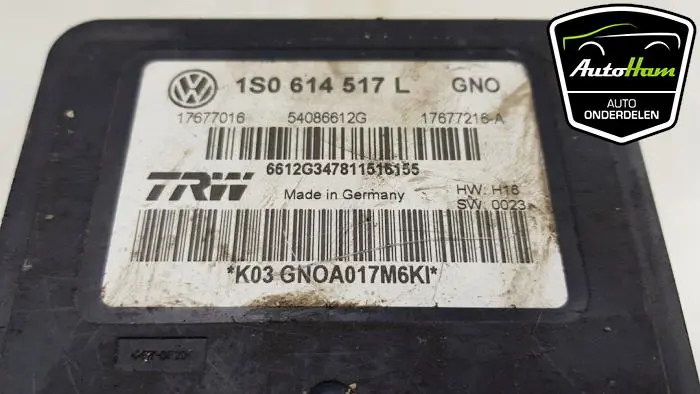 1S0 614 517 L GNO
17677016 54086612G 17677216-A
6612G347811516155
TRW
Made in Germany
HW: H16
SW: 0023
*K03 GNOA017M6KI*
AutoHam
AUTO
ONDERDELEN